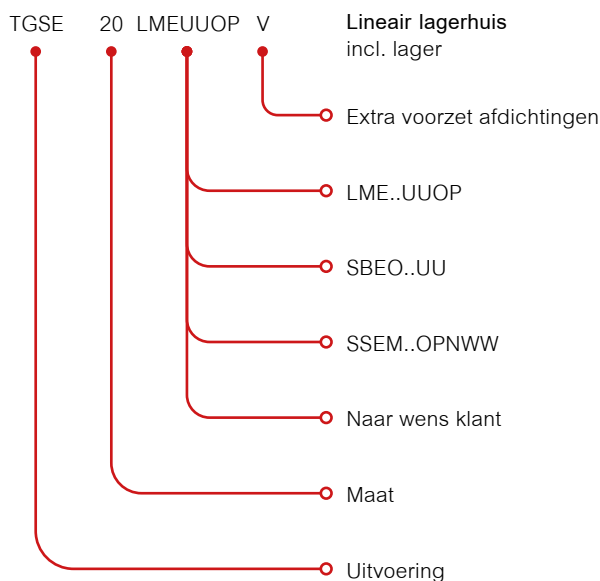 TGSE 20 LMEUUOP V
Lineair lagerhuis
incl. lager
Extra voorzet afdichtingen
LME..UUOP
SBEO..UU
SSEM..OPNWW
Naar wens klant
Maat
Uitvoering